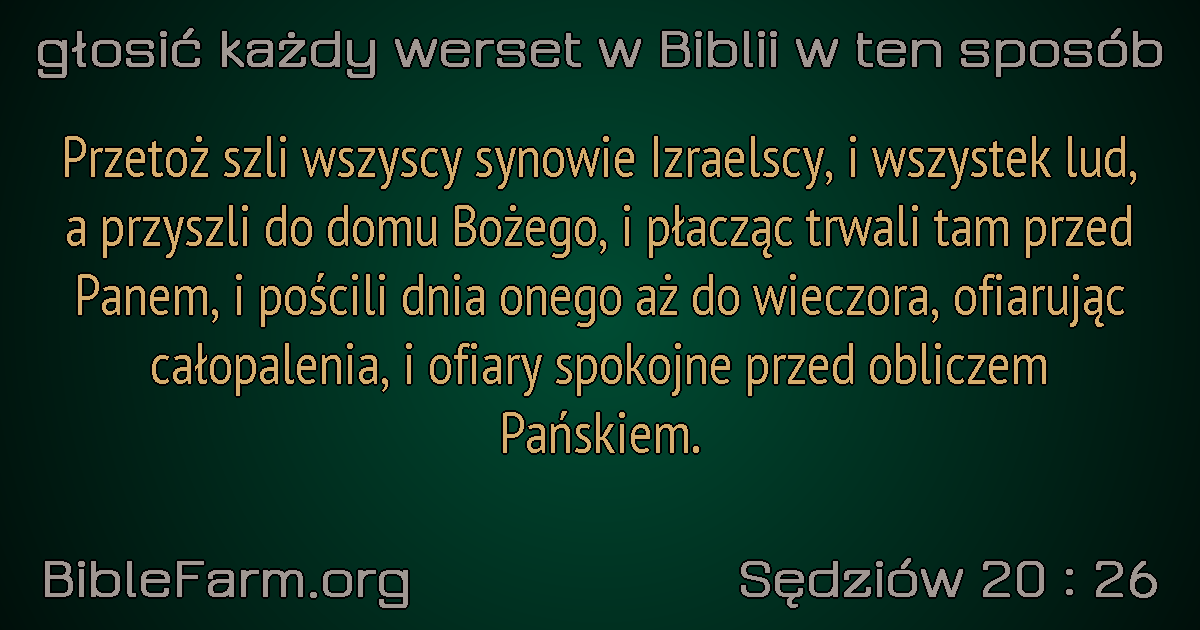 głosić każdy werset w Biblii w ten sposób
Przetoż szli wszyscy synowie Izraelscy, i wszystek lud,
a przyszli do domu Bożego, i płacząc trwali tam przed
Panem, i pościli dnia onego aż do wieczora, ofiarując
całopalenia, i ofiary spokojne przed obliczem
Pańskiem.
BibleFarm.org
Sędziów 20 : 26